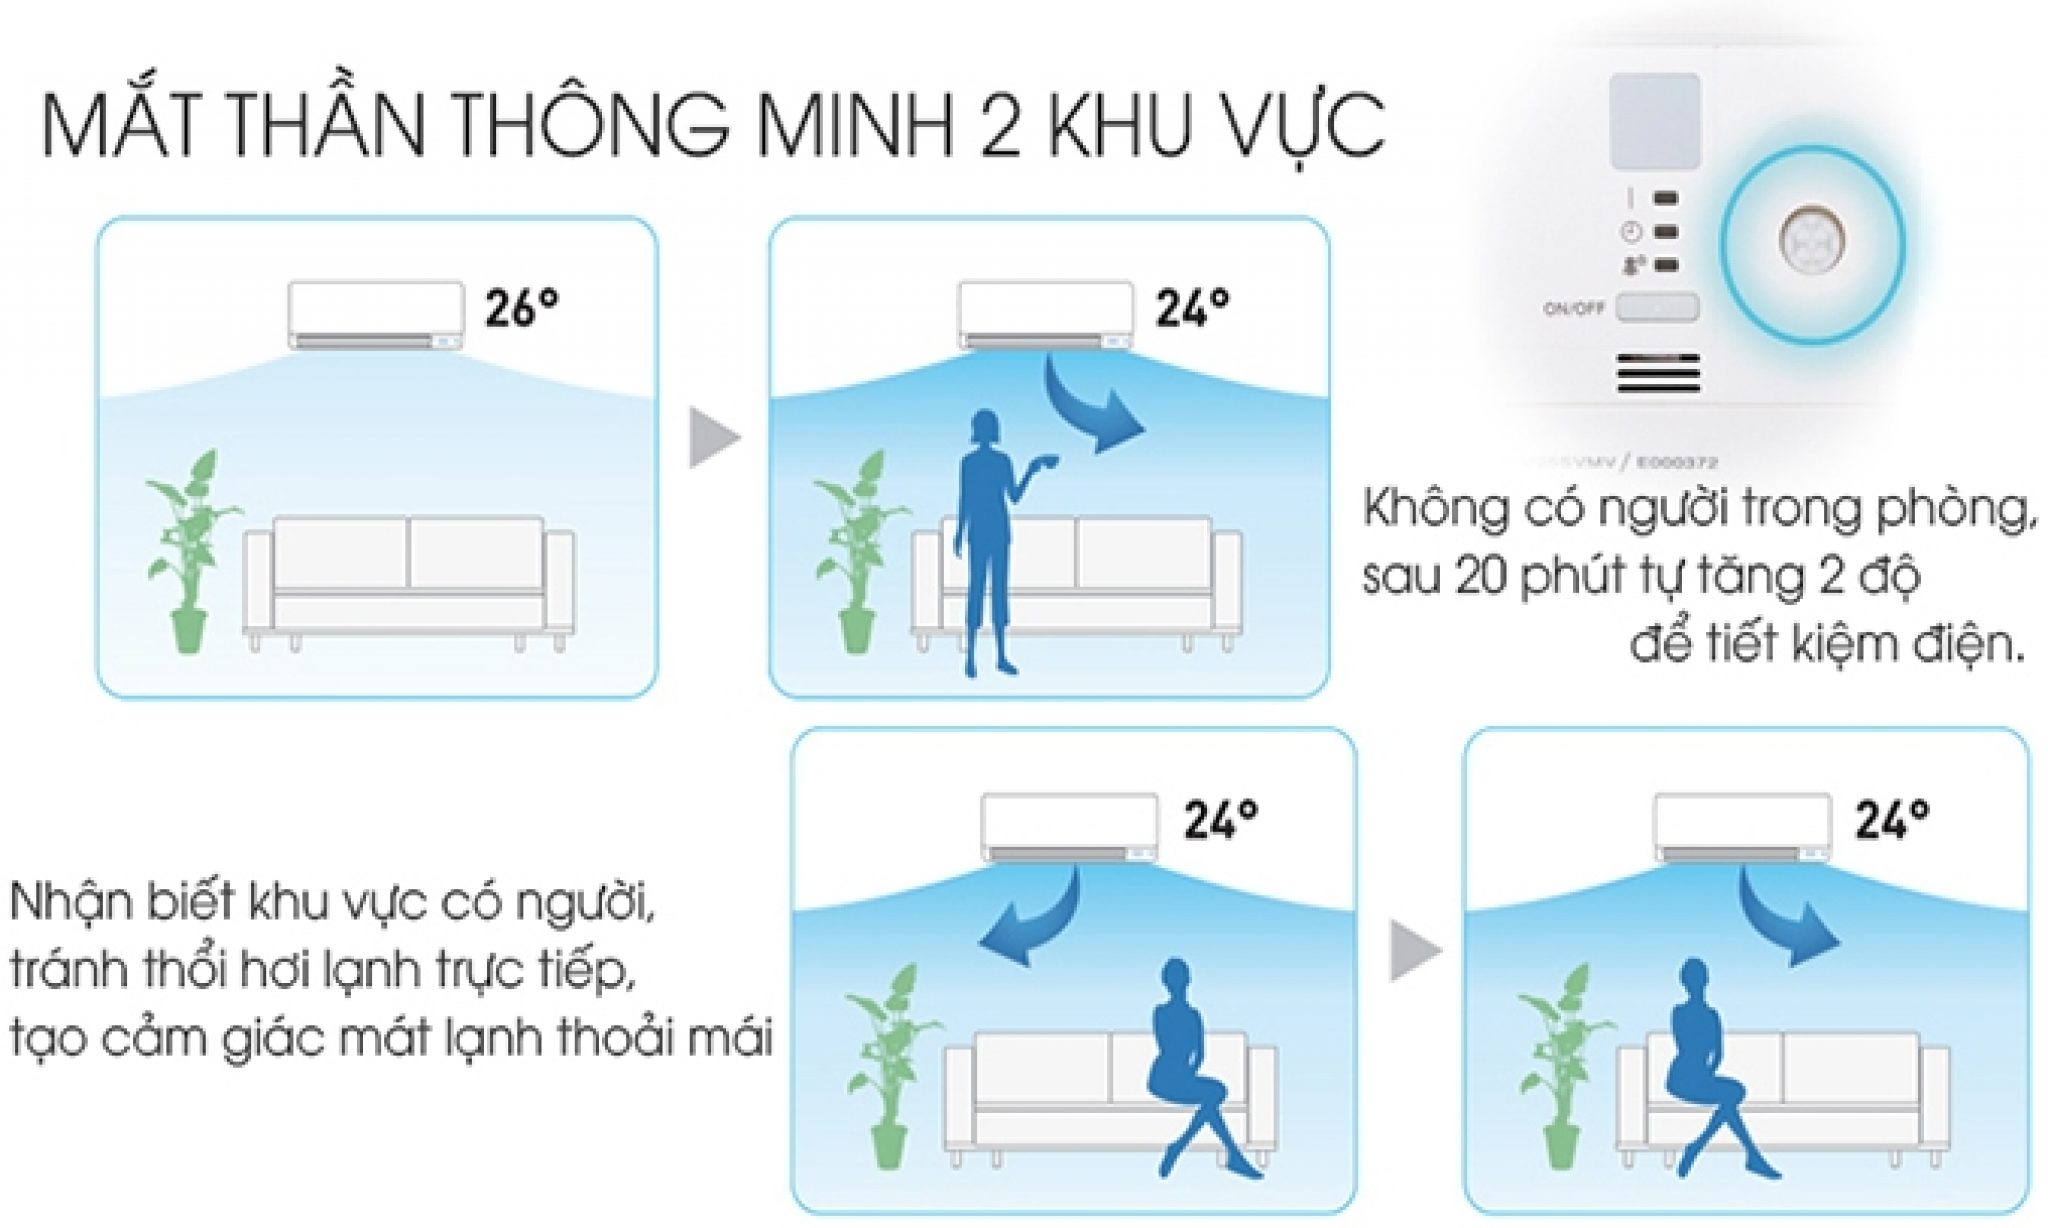 MẮT THẦN THÔNG MINH 2 KHU VỰC
26°
24°
ON/OFF
/ E000372
Không có người trong phòng,
sau 20 phút tự tăng 2 độ
để tiết kiệm điện.
Nhận biết khu vực có người,
tránh thổi hơi lạnh trực tiếp,
tạo cảm giác mát lạnh thoải mái
24°
24°